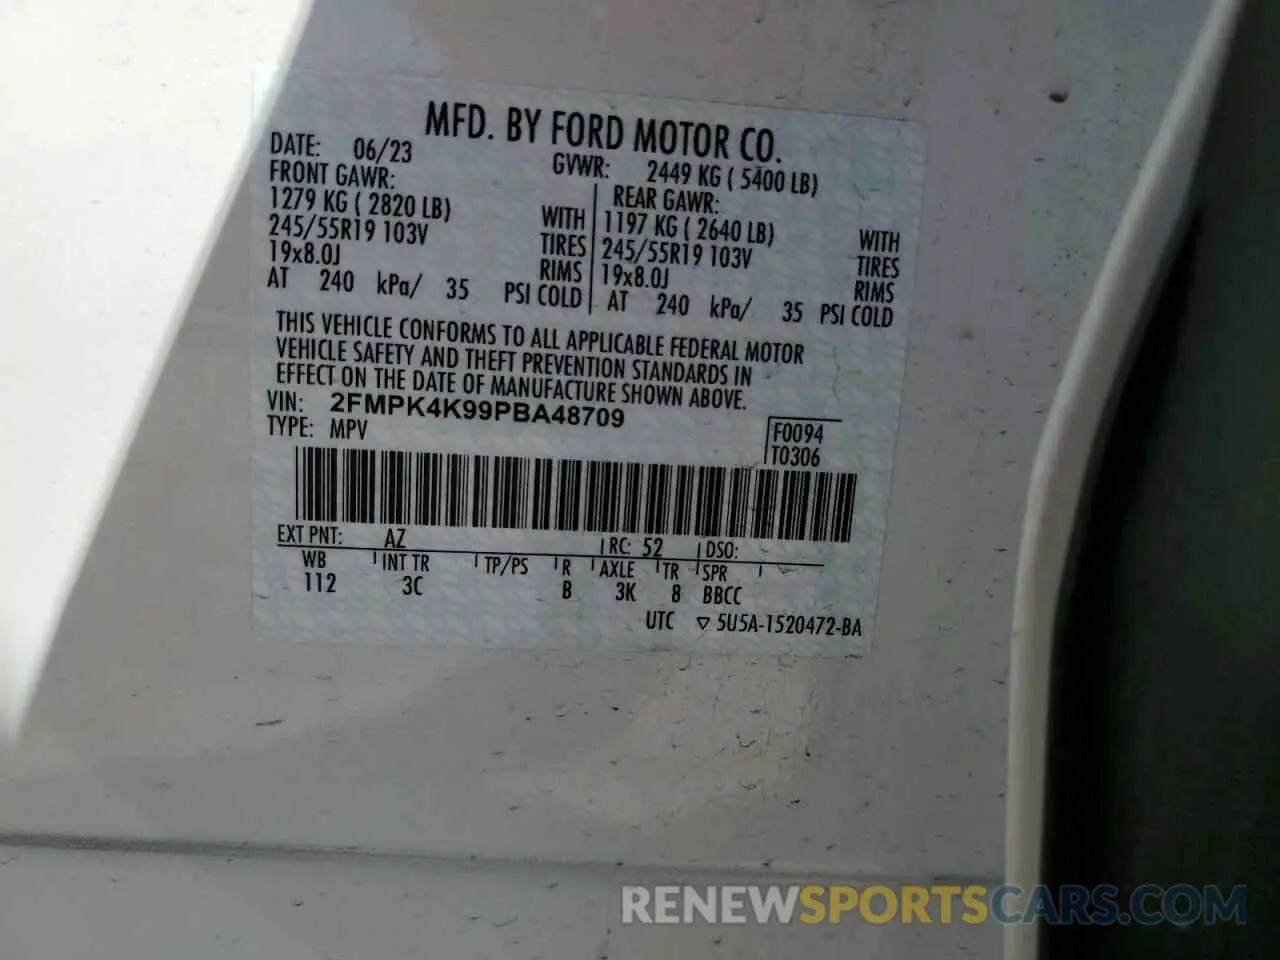 MFD. BY FORD MOTOR CO.
DATE: 06/23 GVWR: 2449 KG ( 5400 LB)
FRONT GAWR: REAR GAWR:
1279 KG ( 2820 LB) WITH 1197 KG ( 2640 LB) WITH
245/55R19 103V TIRES 245/55R19 103V TIRES
19x8.0J RIMS 19x8.0J RIMS
AT 240 kPa/ 35 PSI COLD AT 240 kPa/ 35 PSI COLD
THIS VEHICLE CONFORMS TO ALL APPLICABLE FEDERAL MOTOR
VEHICLE SAFETY AND THEFT PREVENTION STANDARDS IN
EFFECT ON THE DATE OF MANUFACTURE SHOWN ABOVE.
VIN: 2FMPK4K99PBA48709
TYPE: MPV
F0094
T0306
EXT PNT: AZ RC: 52 DSO:
WB INT TR TP/PS R AXLE TR SPR
112 3C B 3K 8 BBCC
UTC ▽ 5U5A-1520472-BA
RENEWSPORTSCARS.COM